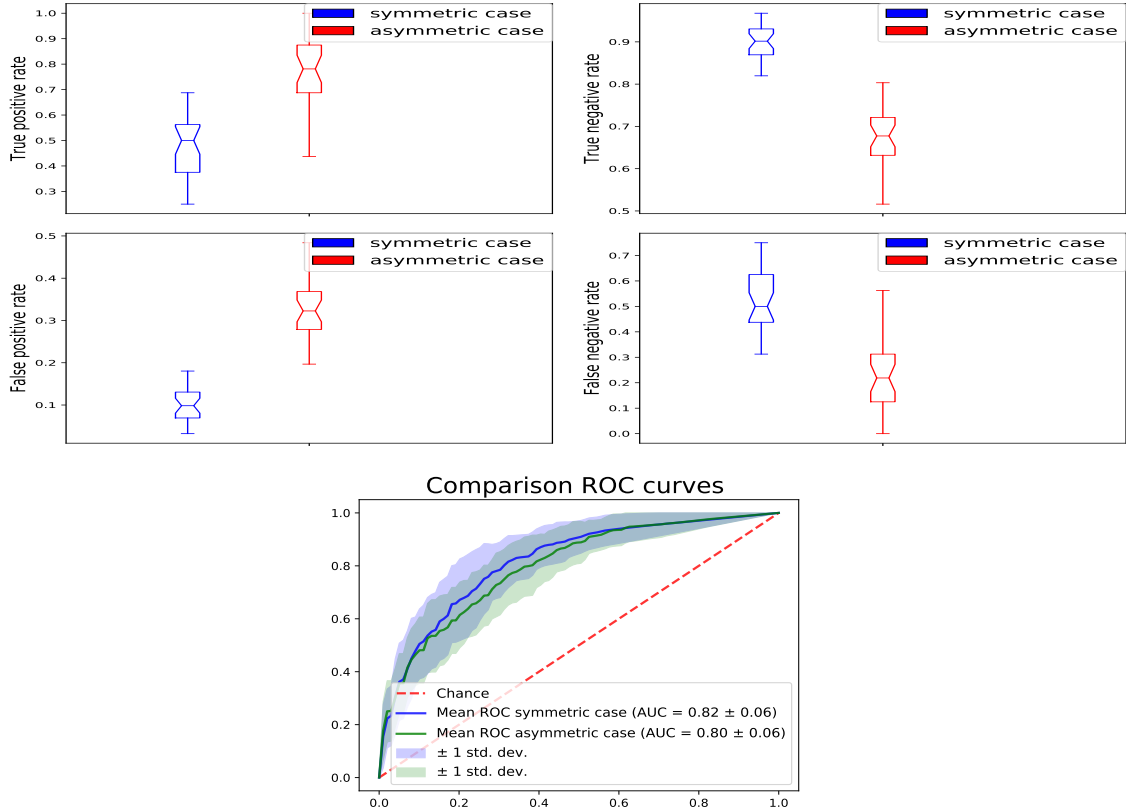 symmetric case
asymmetric case
True positive rate
1.0
0.9
0.8
0.7
0.6
0.5
0.4
0.3
symmetric case
asymmetric case
True negative rate
0.9
0.8
0.7
0.6
0.5
symmetric case
asymmetric case
False positive rate
0.5
0.4
0.3
0.2
0.1
symmetric case
asymmetric case
False negative rate
0.7
0.6
0.5
0.4
0.3
0.2
0.1
0.0
Comparison ROC curves
1.0
0.8
0.6
0.4
0.2
0.0
Chance
Mean ROC symmetric case (AUC = 0.82 ± 0.06)
Mean ROC asymmetric case (AUC = 0.80 ± 0.06)
± 1 std. dev.
± 1 std. dev.
0.0 0.2 0.4 0.6 0.8 1.0